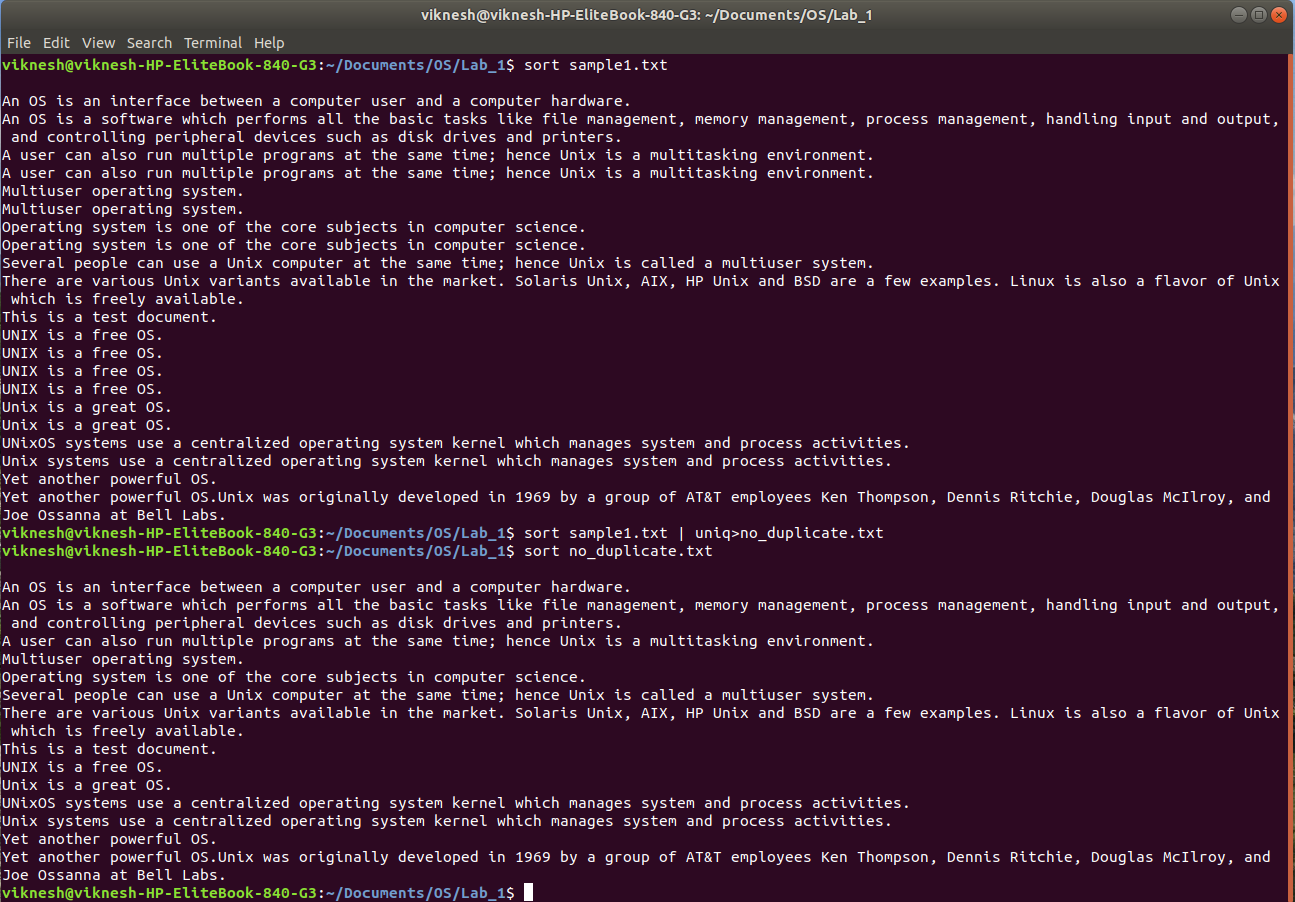 viknesh@viknesh-HP-EliteBook-840-G3: ~/Documents/OS/Lab_1
File Edit View Search Terminal Help
viknesh@viknesh-HP-EliteBook-840-G3:~/Documents/OS/Lab_1$ sort sample1.txt
An OS is an interface between a computer user and a computer hardware.
An OS is a software which performs all the basic tasks like file management, memory management, process management, handling input and output,
 and controlling peripheral devices such as disk drives and printers.
A user can also run multiple programs at the same time; hence Unix is a multitasking environment.
A user can also run multiple programs at the same time; hence Unix is a multitasking environment.
Multiuser operating system.
Multiuser operating system.
Operating system is one of the core subjects in computer science.
Operating system is one of the core subjects in computer science.
Several people can use a Unix computer at the same time; hence Unix is called a multiuser system.
There are various Unix variants available in the market. Solaris Unix, AIX, HP Unix and BSD are a few examples. Linux is also a flavor of Unix
 which is freely available.
This is a test document.
UNIX is a free OS.
UNIX is a free OS.
UNIX is a free OS.
UNIX is a free OS.
Unix is a great OS.
Unix is a great OS.
UNixOS systems use a centralized operating system kernel which manages system and process activities.
Unix systems use a centralized operating system kernel which manages system and process activities.
Yet another powerful OS.
Yet another powerful OS.Unix was originally developed in 1969 by a group of AT&T employees Ken Thompson, Dennis Ritchie, Douglas McIlroy, and
Joe Ossanna at Bell Labs.
viknesh@viknesh-HP-EliteBook-840-G3:~/Documents/OS/Lab_1$ sort sample1.txt | uniq>no_duplicate.txt
viknesh@viknesh-HP-EliteBook-840-G3:~/Documents/OS/Lab_1$ sort no_duplicate.txt
An OS is an interface between a computer user and a computer hardware.
An OS is a software which performs all the basic tasks like file management, memory management, process management, handling input and output,
 and controlling peripheral devices such as disk drives and printers.
A user can also run multiple programs at the same time; hence Unix is a multitasking environment.
Multiuser operating system.
Operating system is one of the core subjects in computer science.
Several people can use a Unix computer at the same time; hence Unix is called a multiuser system.
There are various Unix variants available in the market. Solaris Unix, AIX, HP Unix and BSD are a few examples. Linux is also a flavor of Unix
 which is freely available.
This is a test document.
UNIX is a free OS.
Unix is a great OS.
UNixOS systems use a centralized operating system kernel which manages system and process activities.
Unix systems use a centralized operating system kernel which manages system and process activities.
Yet another powerful OS.
Yet another powerful OS.Unix was originally developed in 1969 by a group of AT&T employees Ken Thompson, Dennis Ritchie, Douglas McIlroy, and
Joe Ossanna at Bell Labs.
viknesh@viknesh-HP-EliteBook-840-G3:~/Documents/OS/Lab_1$